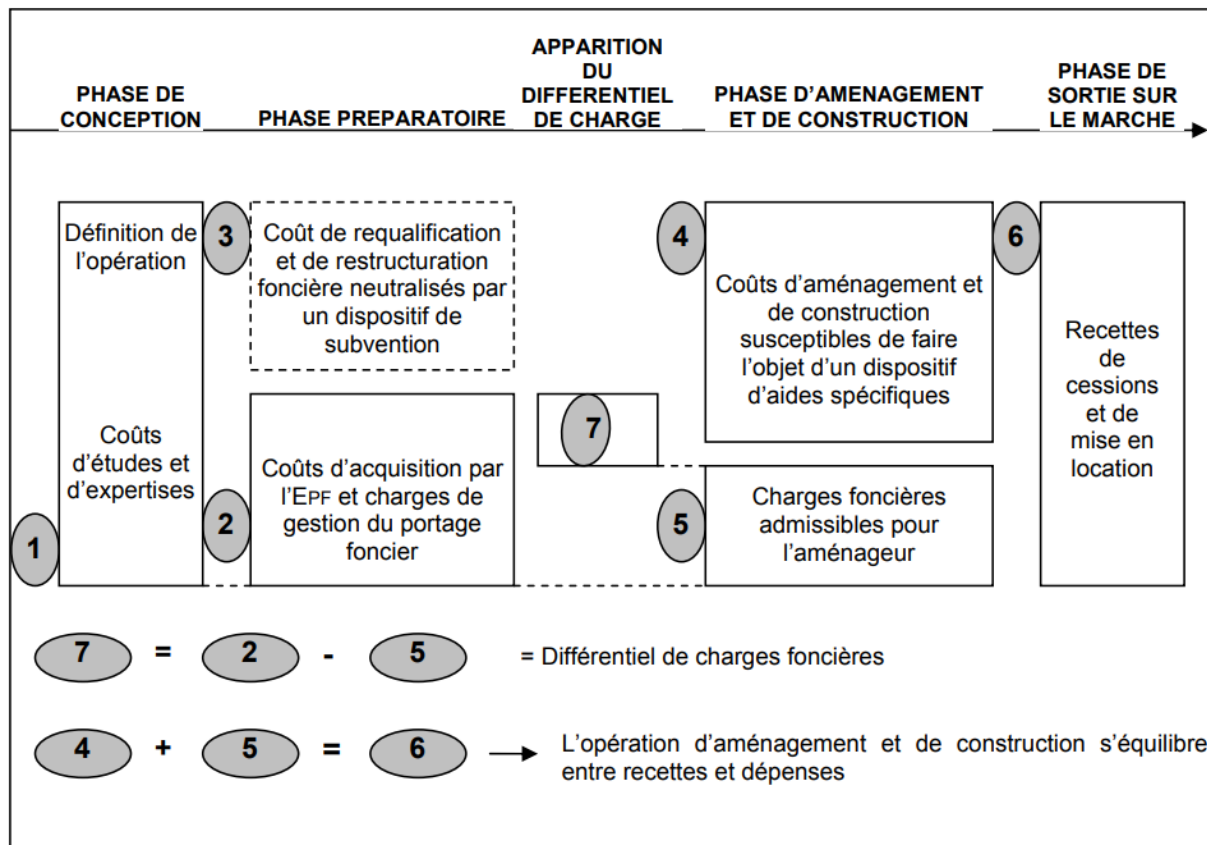 PHASE DE
CONCEPTION
PHASE PREPARATOIRE
APPARITION
DU
DIFFERENTIEL
DE CHARGE
PHASE D’AMENAGEMENT
ET DE CONSTRUCTION
PHASE DE
SORTIE SUR
LE MARCHE
Définition de
l’opération
Coûts
d’études et
d’expertises
1
3
Coût de requalification
et de restructuration
foncière neutralisés par
un dispositif de
subvention
2
Coûts d’acquisition par
l’EPF et charges de
gestion du portage
foncier
7
4
Coûts d’aménagement et
de construction
susceptibles de faire
l’objet d’un dispositif
d’aides spécifiques
5
Charges foncières
admissibles pour
l’aménageur
6
Recettes
de
cessions
et de
mise en
location
7 = 2 - 5 = Différentiel de charges foncières
4 + 5 = 6 L’opération d’aménagement et de construction s’équilibre
entre recettes et dépenses